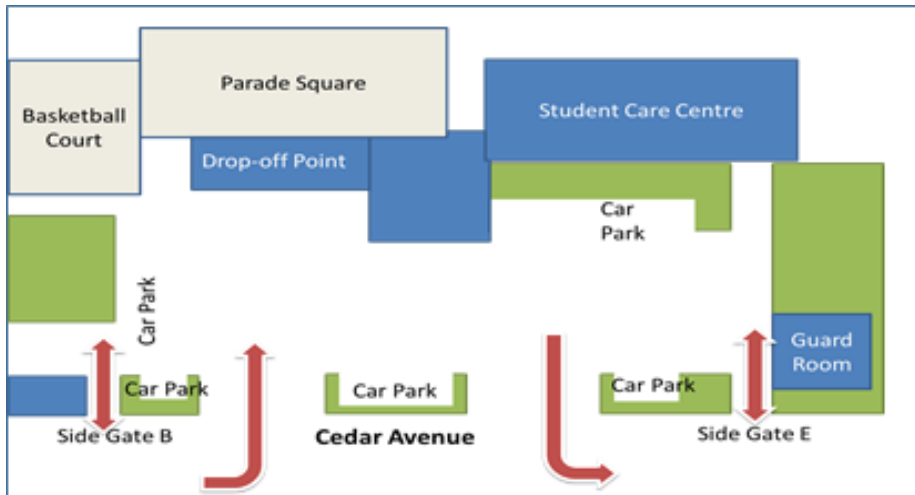 Parade Square
Basketball
Court
Student Care Centre
Drop-off Point
Car
Park
Car Park
Guard
Room
Car Park
Car Park
Car Park
Side Gate B
Cedar Avenue
Side Gate E